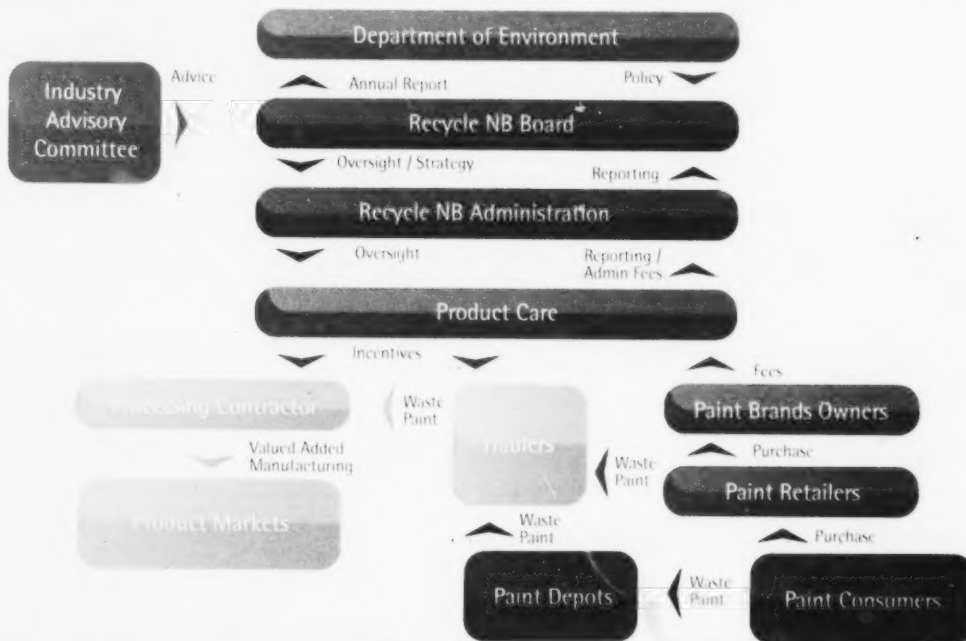 Department of Environment
Advice
Annual Report
Policy
Industry
Advisory
Committee
Recycle NB Board
Oversight / Strategy
Reporting
Recycle NB Administration
Oversight
Reporting /
Admin Fees
Product Care
Incentives
Fees
Processing Contractor
Waste
Paint
Haulers
Paint Brands Owners
Valued Added
Manufacturing
Purchase
Waste
Paint
Paint Retailers
Product Markets
Waste
Paint
Purchase
Paint Depots
Waste
Paint
Paint Consumers